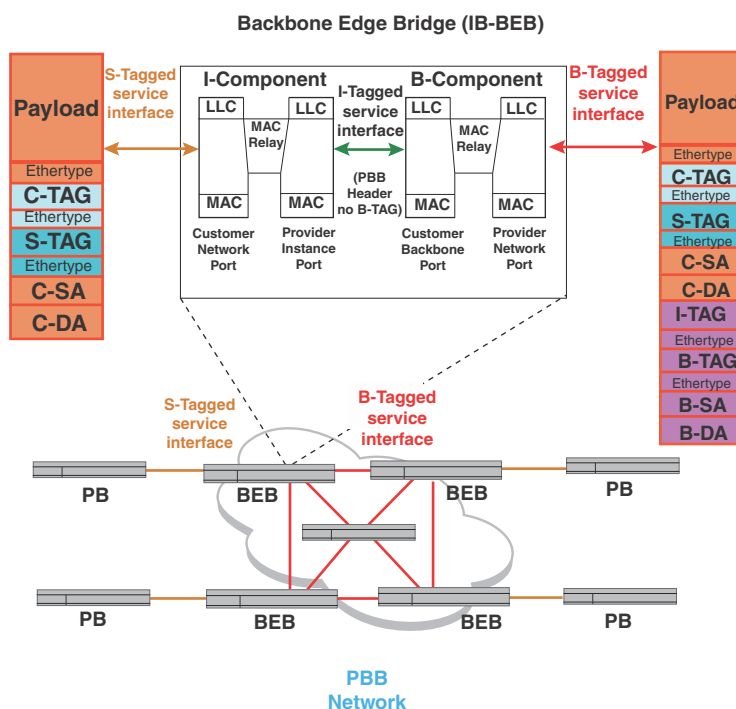 Backbone Edge Bridge (IB-BEB)
Payload
Ethertype
C-TAG
Ethertype
S-TAG
Ethertype
C-SA
C-DA
S-Tagged
service
interface
I-Component
LLC
LLC
MAC
Relay
MAC
MAC
Customer
Network
Port
Provider
Instance
Port
I-Tagged
service
interface
(PBB
Header
no B-TAG)
B-Component
LLC
LLC
MAC
Relay
MAC
MAC
Customer
Backbone
Port
Provider
Network
Port
B-Tagged
service
interface
Payload
Ethertype
C-TAG
Ethertype
S-TAG
Ethertype
C-SA
C-DA
I-TAG
Ethertype
B-TAG
Ethertype
B-SA
B-DA
S-Tagged
service
interface
B-Tagged
service
interface
PB
BEB
BEB
PB
PB
BEB
BEB
PB
PBB
Network